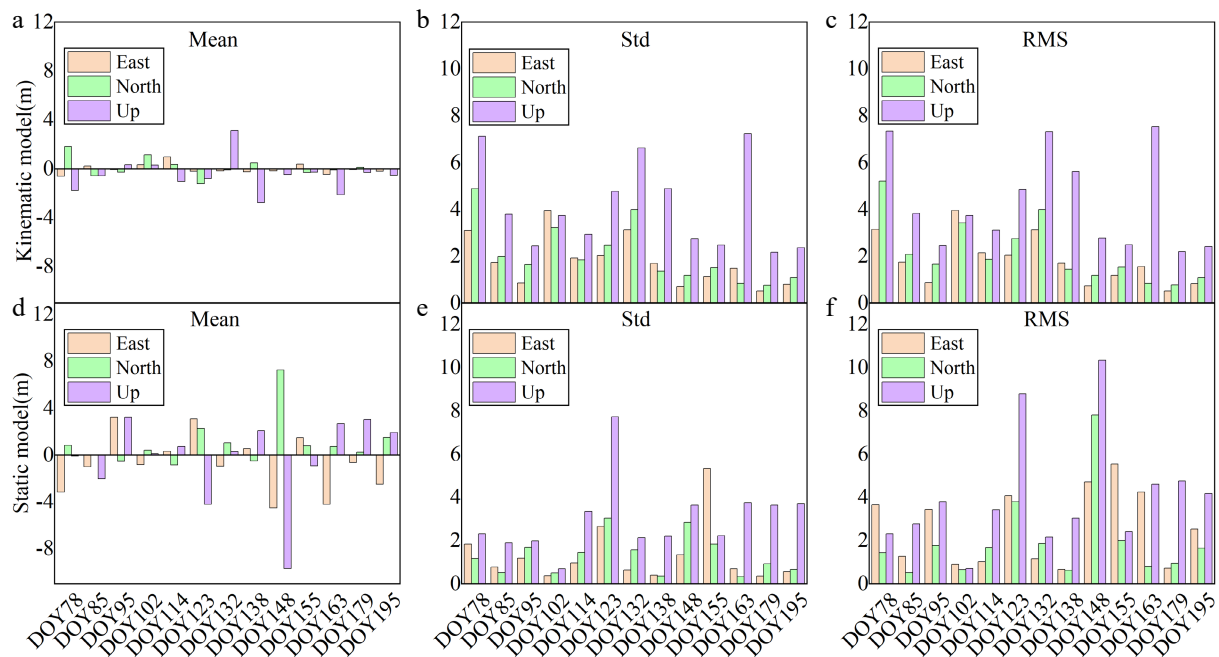 a
Mean
12
8
4
0
-4
-8
Kinematic model(m)
East
North
Up
b
Std
12
10
8
6
4
2
0
East
North
Up
c
RMS
12
10
8
6
4
2
0
East
North
Up
d
Mean
12
8
4
0
-4
-8
Static model(m)
East
North
Up
DOY78
DOY85
DOY95
DOY102
DOY114
DOY123
DOY132
DOY138
DOY148
DOY155
DOY163
DOY179
DOY195
e
Std
12
10
8
6
4
2
0
East
North
Up
DOY78
DOY85
DOY95
DOY102
DOY114
DOY123
DOY132
DOY138
DOY148
DOY155
DOY163
DOY179
DOY195
f
RMS
12
10
8
6
4
2
0
East
North
Up
DOY78
DOY85
DOY95
DOY102
DOY114
DOY123
DOY132
DOY138
DOY148
DOY155
DOY163
DOY179
DOY195